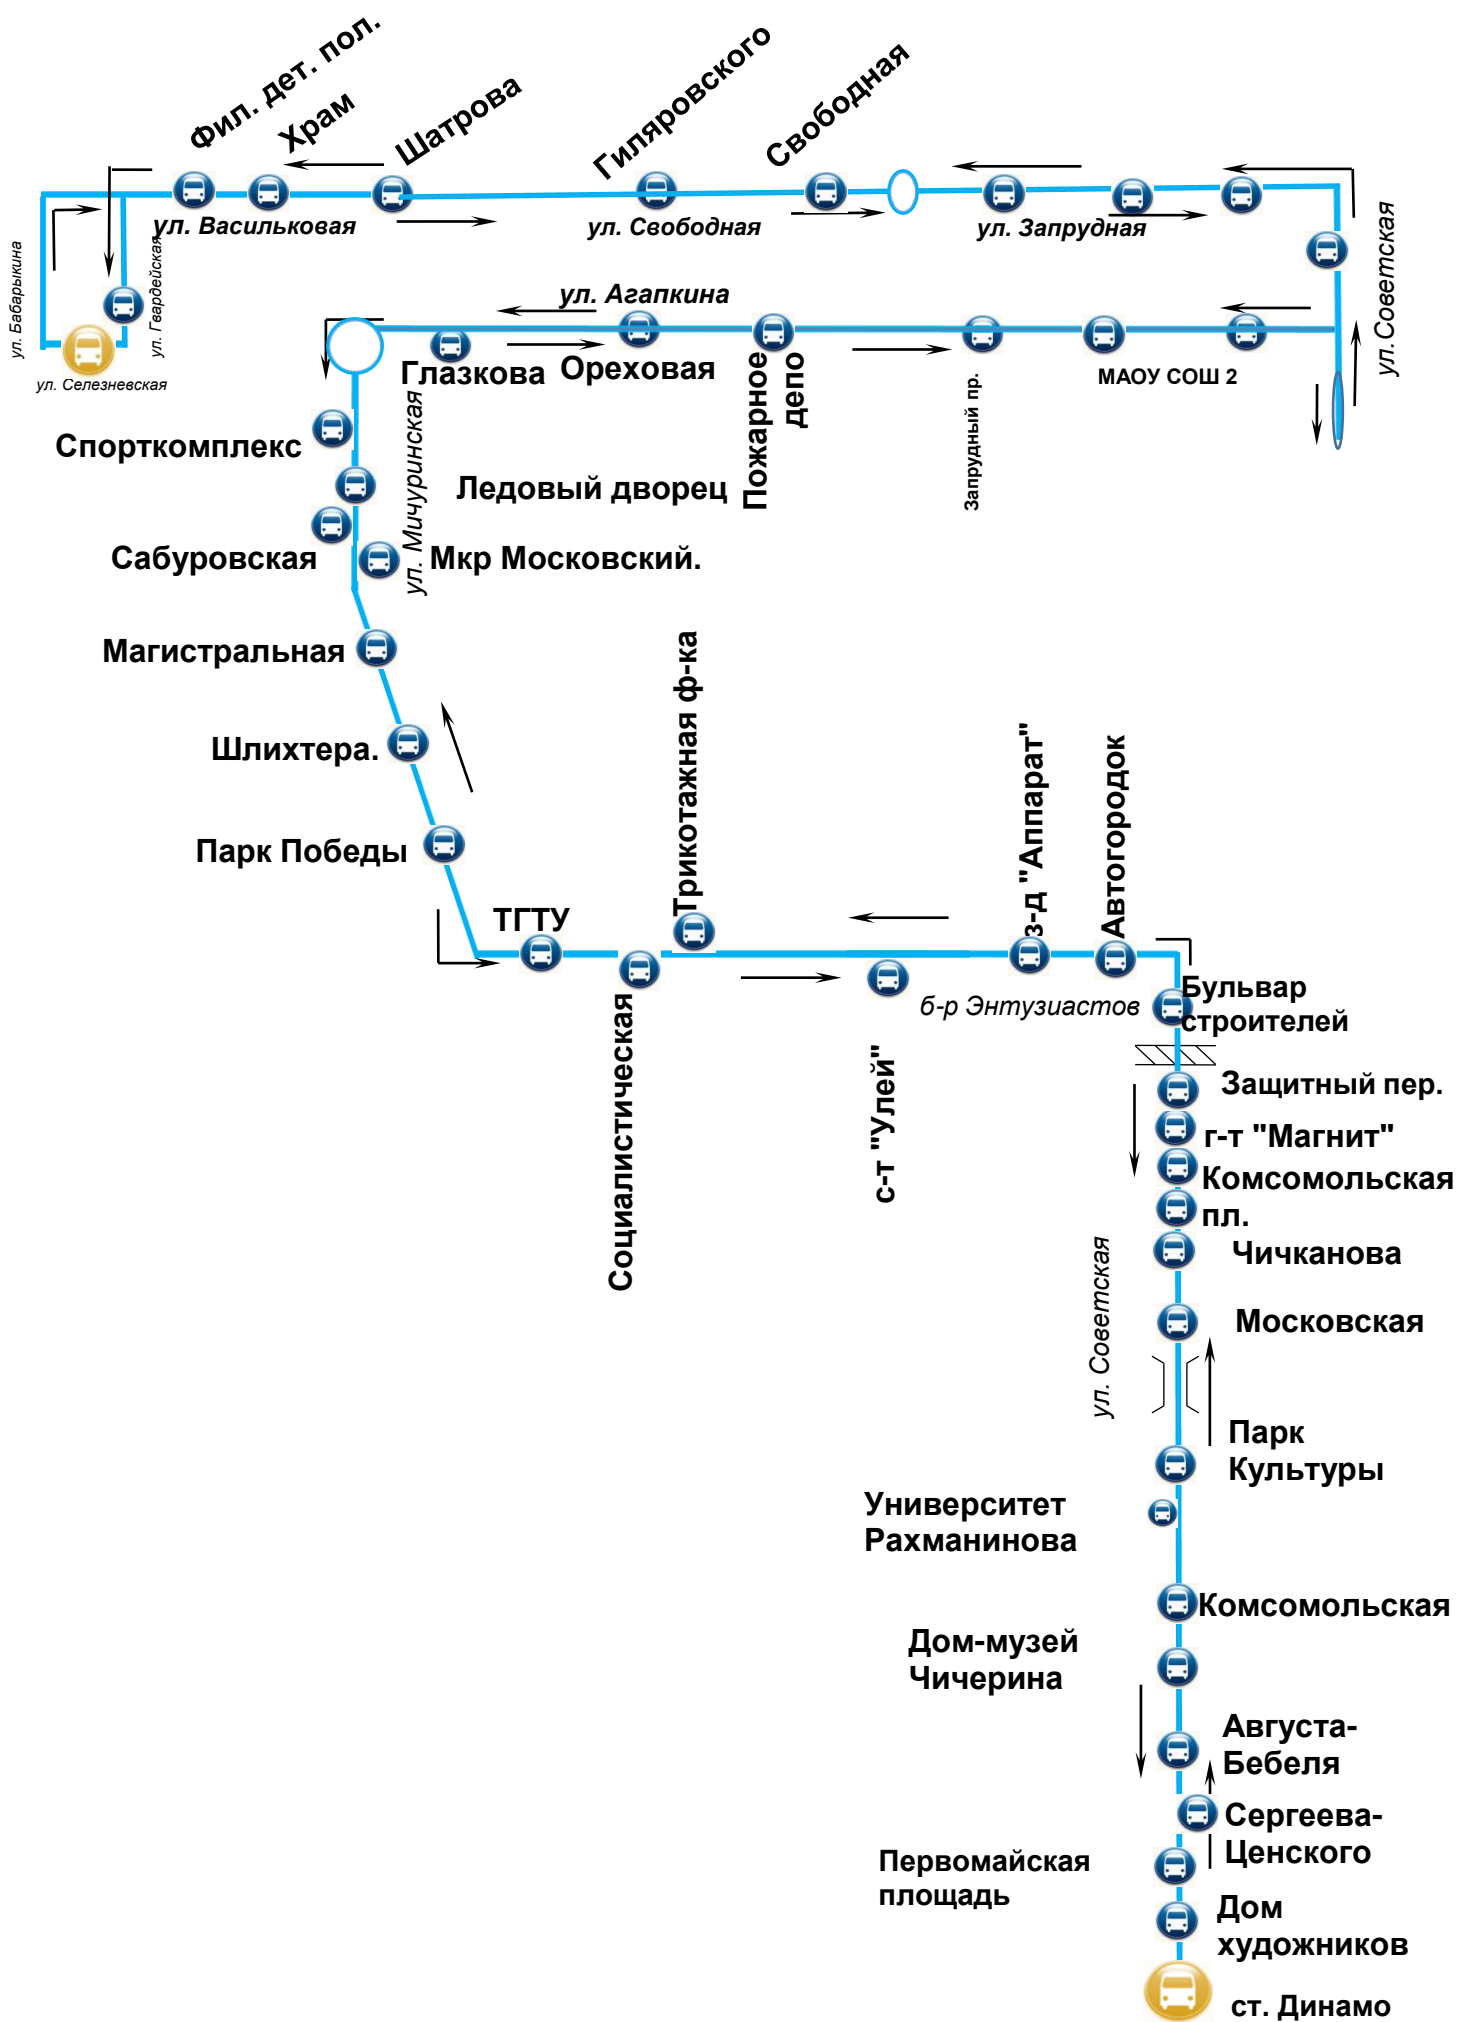 Фил. дет. пол.
Храм
Шатрова
Гиляровского
Свободная
ул. Васильковая
ул. Свободная
ул. Запрудная
ул. Советская
ул. Бабарыкина
ул. Гвардейская
ул. Селезневская
ул. Агапкина
Глазкова
Ореховая
Пожарное
депо
Запрудный пр.
МАОУ СОШ 2
ул. Мичуринская
Спорткомплекс
Ледовый дворец
Сабуровская
Мкр Московский.
Магистральная
Шлихтера.
Парк Победы
ТГТУ
Социалистическая
Трикотажная ф-ка
с-т "Улей"
з-д "Аппарат"
Автогородок
б-р Энтузиастов
Бульвар
строителей
Защитный пер.
г-т "Магнит"
Комсомольская
пл.
Чичканова
ул. Советская
Московская
Парк
Культуры
Университет
Рахманинова
Комсомольская
Дом-музей
Чичерина
Августа-
Бебеля
Сергеева-
Ценского
Первомайская
площадь
Дом
художников
ст. Динамо